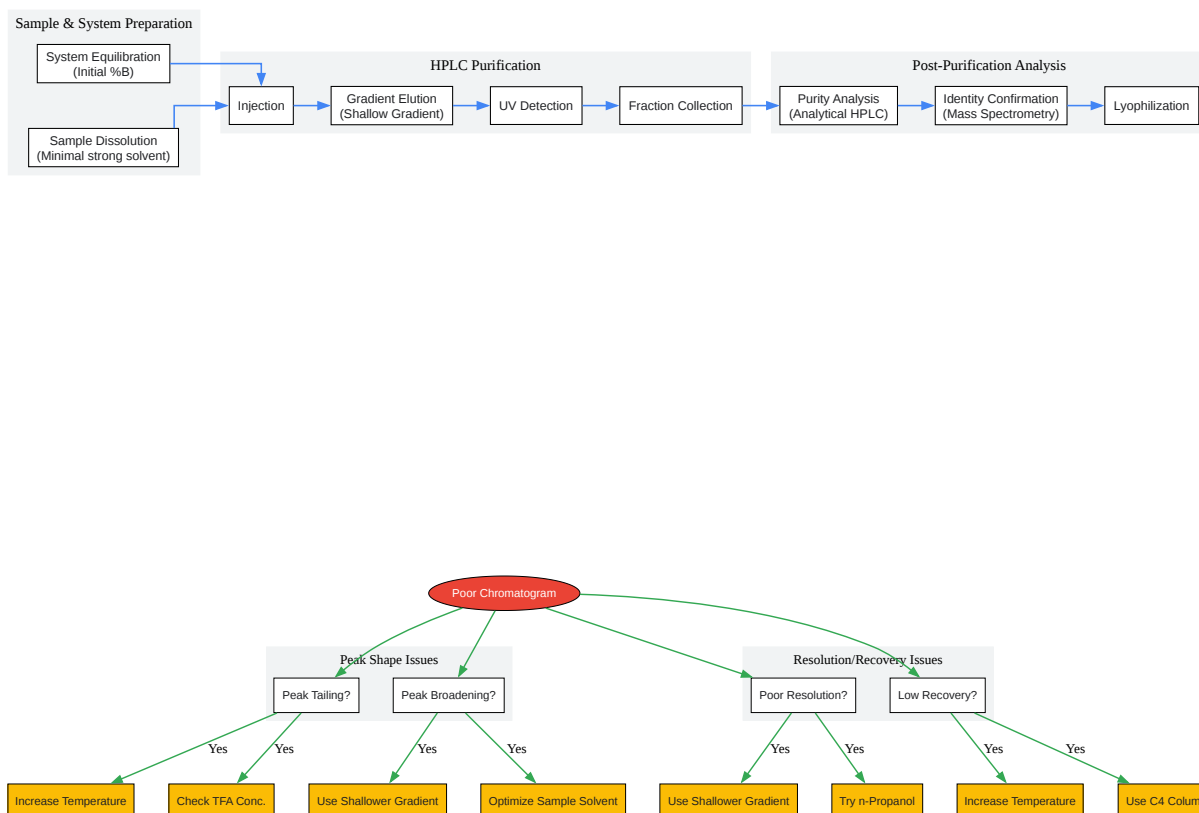 Sample & System Preparation
System Equilibration
(Initial %B)
Sample Dissolution
(Minimal strong solvent)
HPLC Purification
Injection
Gradient Elution
(Shallow Gradient)
UV Detection
Fraction Collection
Post-Purification Analysis
Purity Analysis
(Analytical HPLC)
Identity Confirmation
(Mass Spectrometry)
Lyophilization
Poor Chromatogram
Peak Shape Issues
Resolution/Recovery Issues
Peak Tailing?
Peak Broadening?
Poor Resolution?
Low Recovery?
Yes
Yes
Yes
Yes
Yes
Yes
Yes
Yes
Increase Temperature
Check TFA Conc.
Use Shallower Gradient
Optimize Sample Solvent
Use Shallower Gradient
Try n-Propanol
Increase Temperature
Use C4 Colum